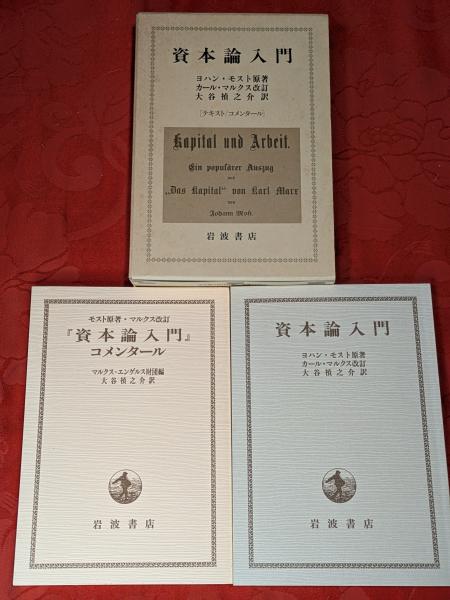 資本論入門
ヨハン・モスト原著
カール・マルクス改訂
大谷禎之介訳
[テキスト/コメンタール]
Kapital und Arbeit.
Ein populärer Auszug
aus
„Das Kapital“ von Karl Marx
von
Johann Most.
岩波書店
モスト原著・マルクス改訂
『資本論入門』
コメンタール
マルクス=エンゲルス財団編
大谷禎之介訳
岩波書店
資本論入門
ヨハン・モスト原著
カール・マルクス改訂
大谷禎之介訳
岩波書店